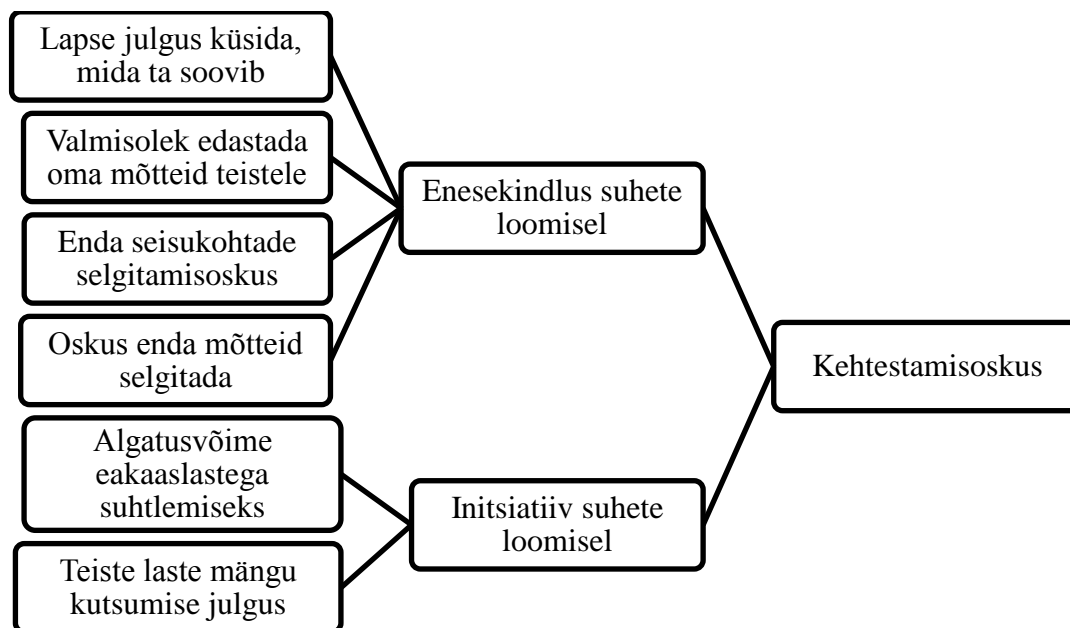 Lapse julgus küsida,
mida ta soovib
Valmisolek edastada
oma mõtteid teistele
Enda seisukohtade
selgitamisoskus
Oskus enda mõtteid
selgitada
Algatusvõime
eakaaslastega
suhtlemiseks
Teiste laste mängu
kutsumise julgus
Enesekindlus suhete
loomisel
Initsiatiiv suhete
loomisel
Kehtestamisoskus